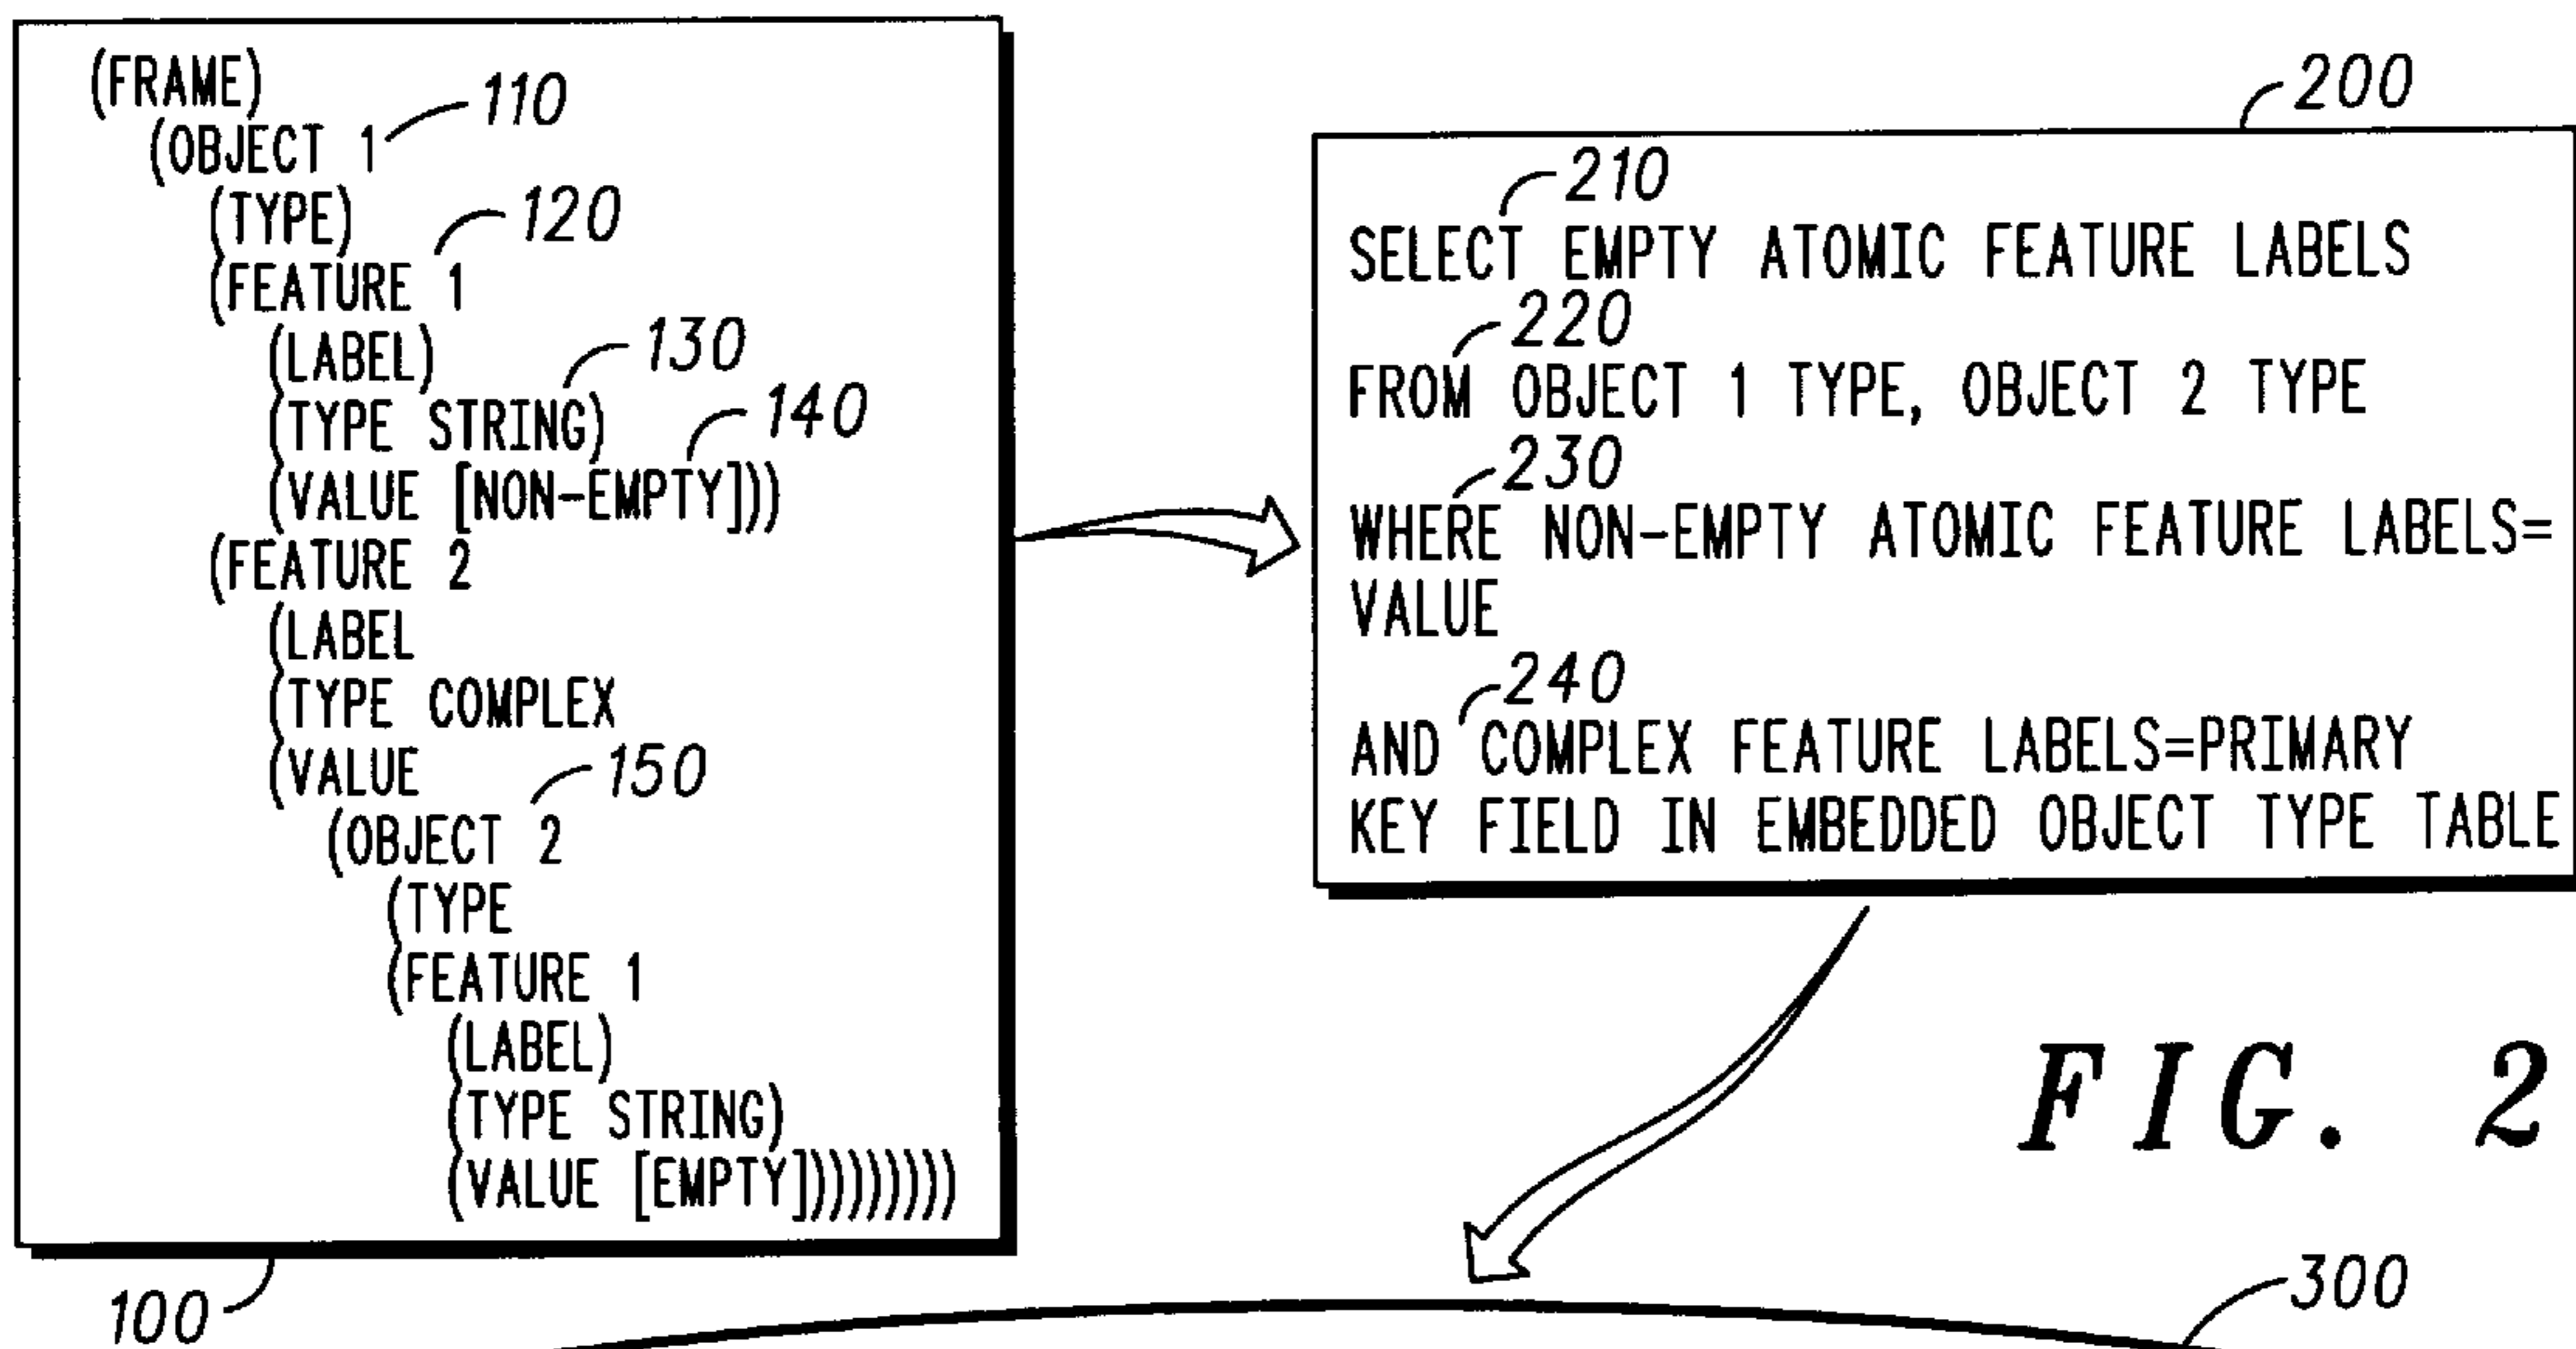 (FRAME)
(OBJECT 1 110
(TYPE)
120
(FEATURE 1
(LABEL)
130
(TYPE STRING)
140
(VALUE [NON-EMPTY]))
(FEATURE 2
(LABEL
(TYPE COMPLEX
(VALUE
150
(OBJECT 2
(TYPE
(FEATURE 1
(LABEL)
(TYPE STRING)
(VALUE [EMPTY])))))))))
100
200
210
SELECT EMPTY ATOMIC FEATURE LABELS
220
FROM OBJECT 1 TYPE, OBJECT 2 TYPE
230
WHERE NON-EMPTY ATOMIC FEATURE LABELS=
VALUE
240
AND COMPLEX FEATURE LABELS=PRIMARY
KEY FIELD IN EMBEDDED OBJECT TYPE TABLE
FIG. 2
300